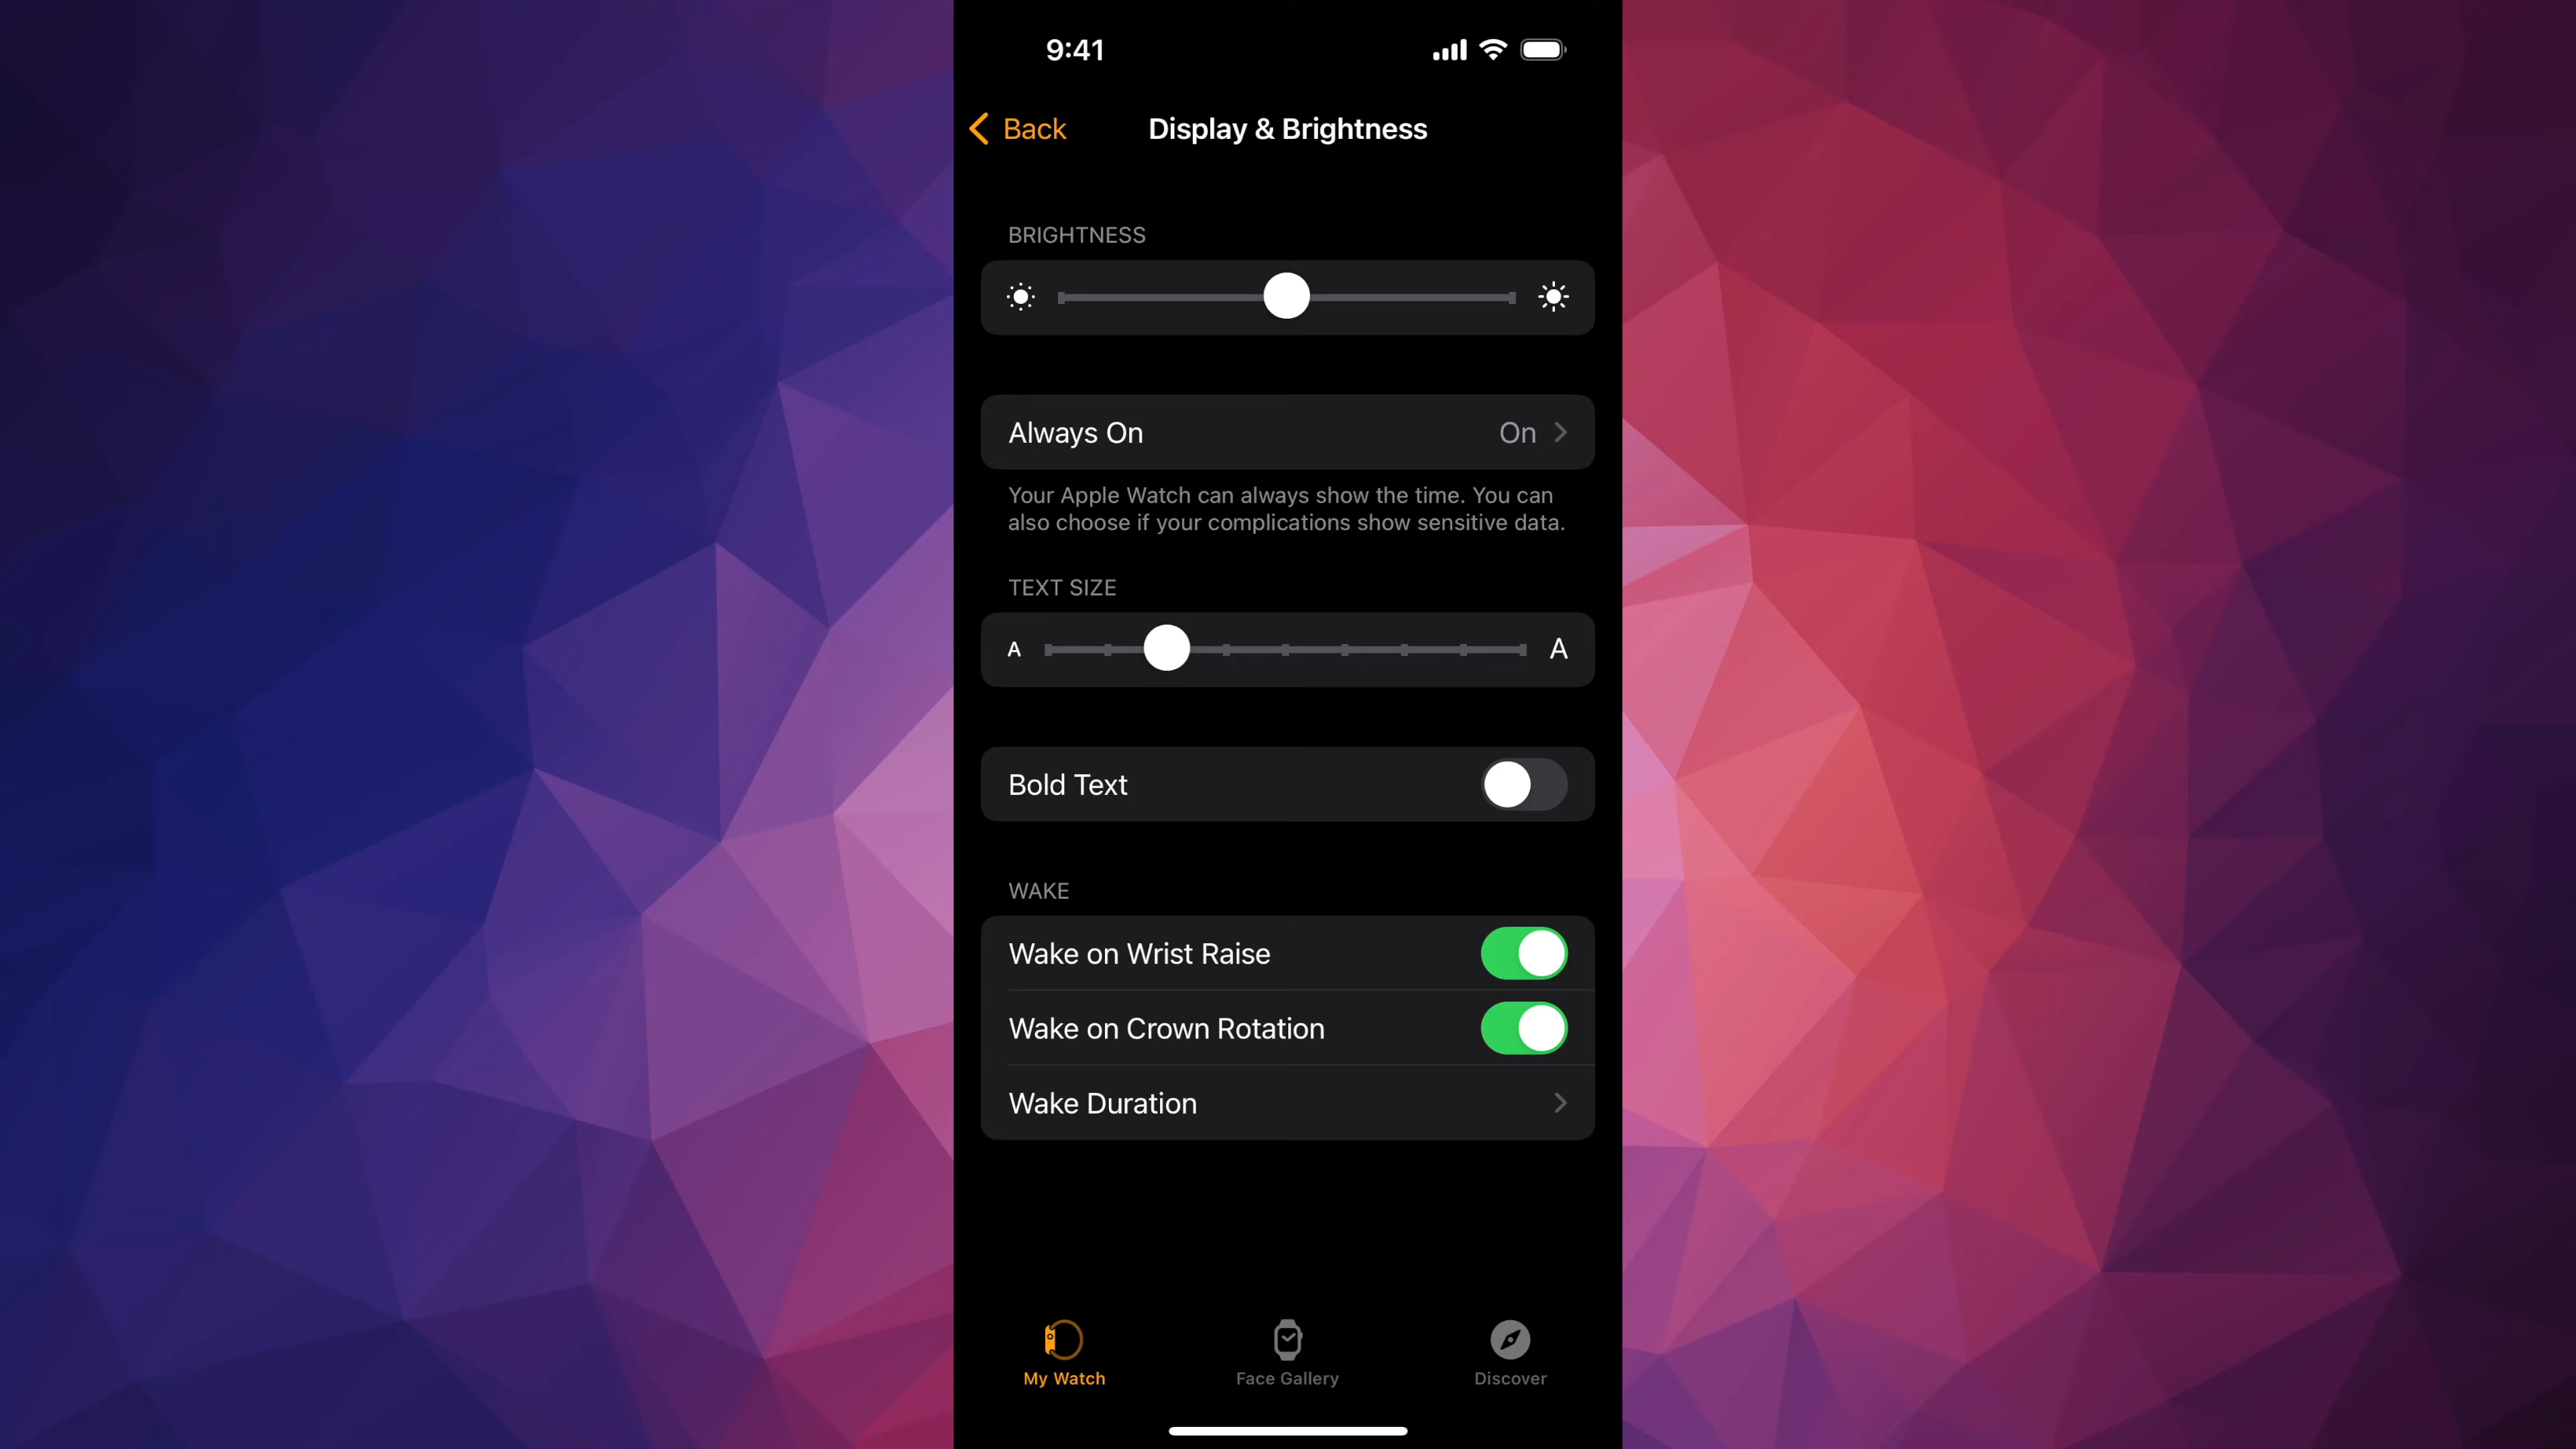 9:41
Back
Display & Brightness
BRIGHTNESS
Always On
On
Your Apple Watch can always show the time. You can
also choose if your complications show sensitive data.
TEXT SIZE
A
A
Bold Text
WAKE
Wake on Wrist Raise
Wake on Crown Rotation
Wake Duration
My Watch
Face Gallery
Discover